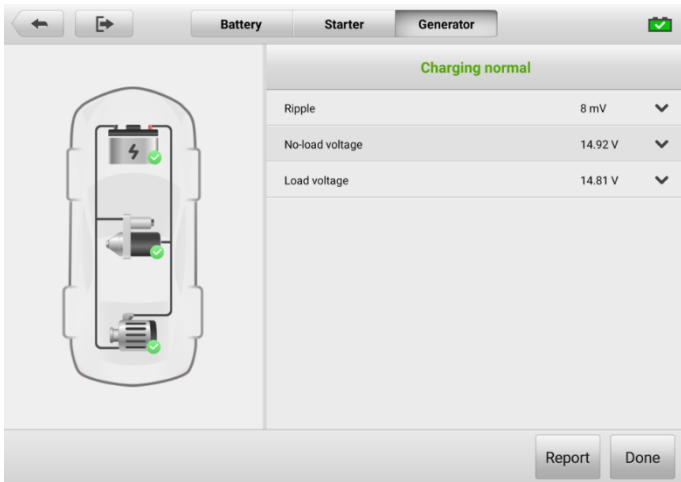 Battery Starter Generator
Charging normal
Ripple 8 mV
No-load voltage 14.92 V
Load voltage 14.81 V
Report Done